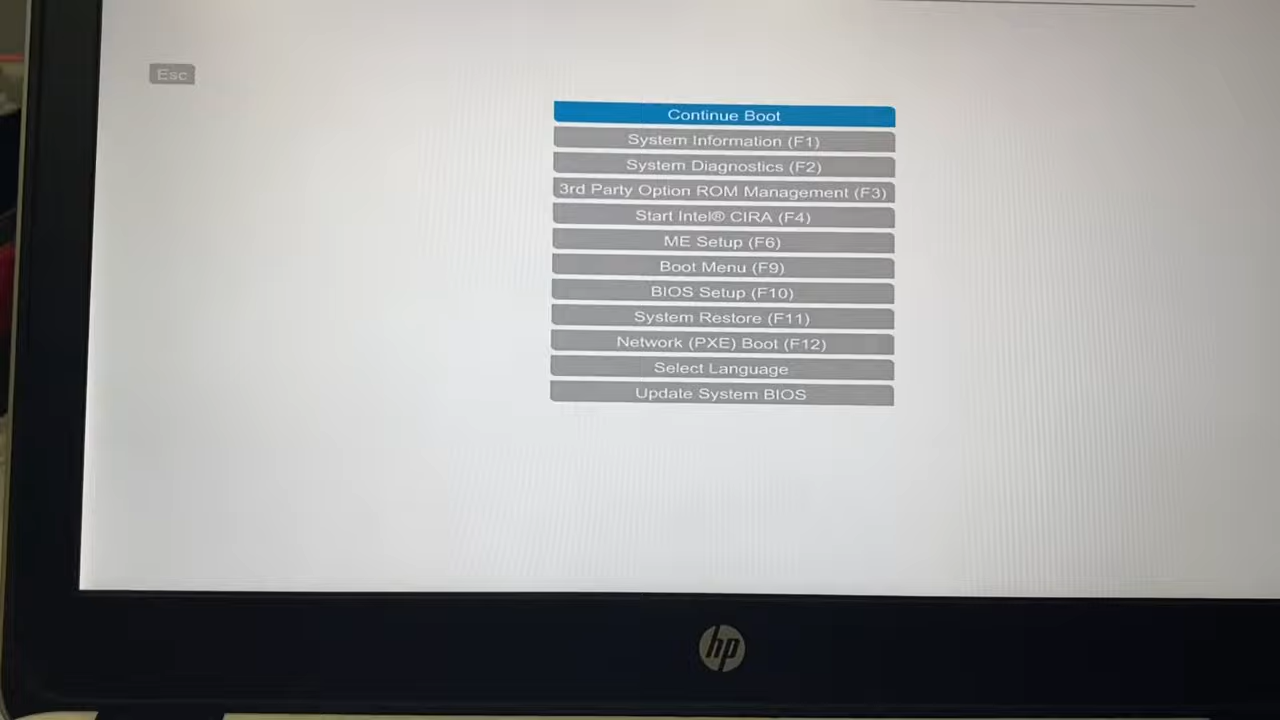 Esc
Continue Boot
System Information (F1)
System Diagnostics (F2)
3rd Party Option ROM Management (F3)
Start Intel® CIRA (F4)
ME Setup (F6)
Boot Menu (F9)
BIOS Setup (F10)
System Restore (F11)
Network (PXE) Boot (F12)
Select Language
Update System BIOS
hp